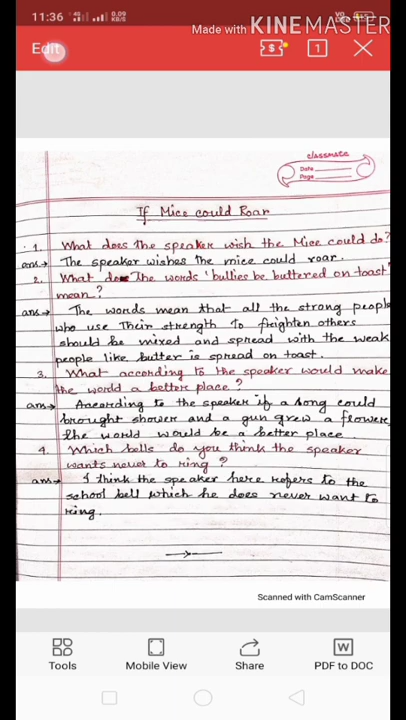 11:36 4G 0.09 KB/S
Made with KINEMASTER
Edit
$ 1
classmate
Date
Page
If Mice could Roar
1. What does the speaker wish the Mice could do?
ans→ The speaker wishes the mice could roar.
2. What does the words 'bullies be buttered on toast'
mean?
ans→ The words mean that all the strong people
who use their strength to frighten others
should be mixed and spread with the weak
people like butter is spread on toast.
3. What according to the speaker would make
the world a better place?
ans→ According to the speaker if a song could
brought shower and a gun grew a flower
the world would be a better place.
4. Which bells do you think the speaker
wants never to ring?
ans→ I think the speaker here refers to the
school bell which he does never want to
ring.
Scanned with CamScanner
Tools
Mobile View
Share
W
PDF to DOC